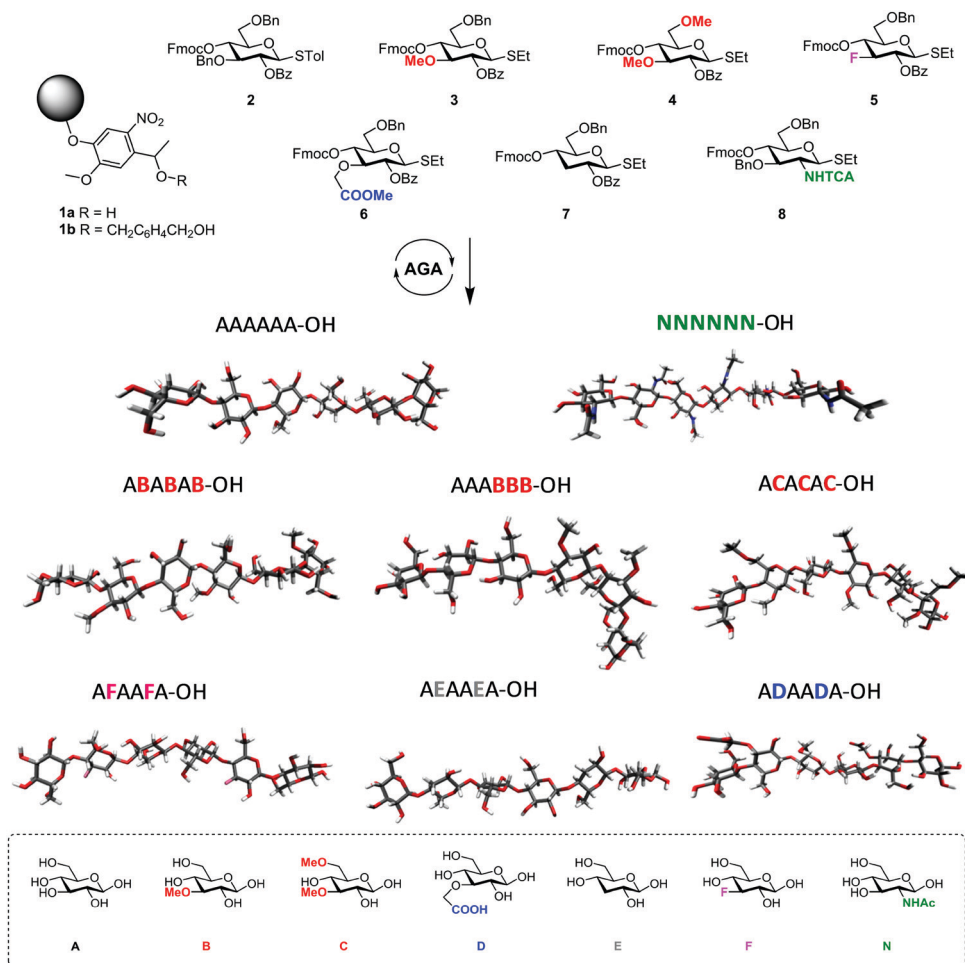 OBn
FmocO
O
BnO
STol
OBz
2
OBn
FmocO
O
MeO
SEt
OBz
3
OMe
FmocO
O
MeO
SEt
OBz
4
OBn
FmocO
O
F
SEt
OBz
5
O
NO2
O
O
R
1a R = H
1b R = CH2C6H4CH2OH
OBn
FmocO
O
O
SEt
OBz
COOMe
6
OBn
FmocO
O
SEt
OBz
7
OBn
FmocO
O
BnO
SEt
NHTCA
8
AGA
AAAAAA-OH
NNNNNN-OH
ABABAB-OH
AAABBB-OH
ACACAC-OH
AFAAFA-OH
AEAAEA-OH
ADAADA-OH
HO
HO
O
HO
OH
OH
A
HO
HO
O
MeO
OH
OH
B
MeO
HO
O
MeO
OH
OH
C
HO
HO
O
O
OH
OH
COOH
D
HO
HO
O
OH
OH
E
HO
HO
O
F
OH
OH
F
HO
HO
O
HO
OH
NHAc
N